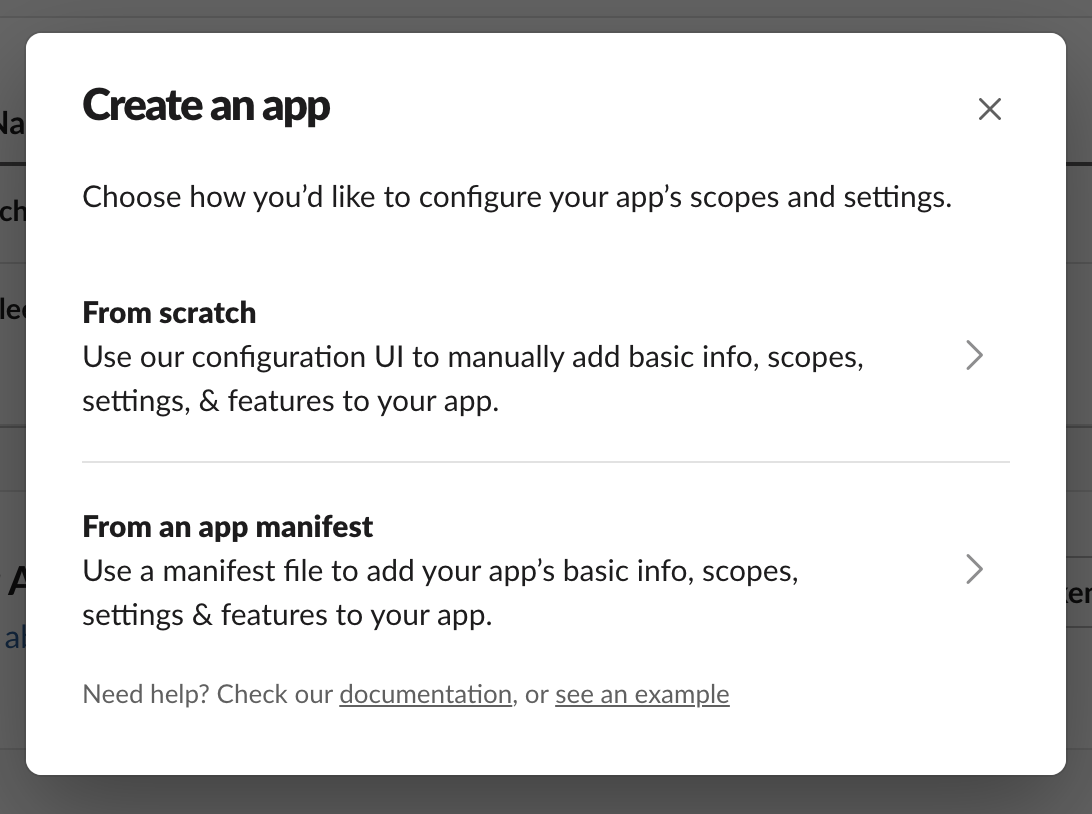 Create an app
Choose how you’d like to configure your app’s scopes and settings.
From scratch
Use our configuration UI to manually add basic info, scopes,
settings, & features to your app.
From an app manifest
Use a manifest file to add your app’s basic info, scopes,
settings & features to your app.
Need help? Check our documentation, or see an example